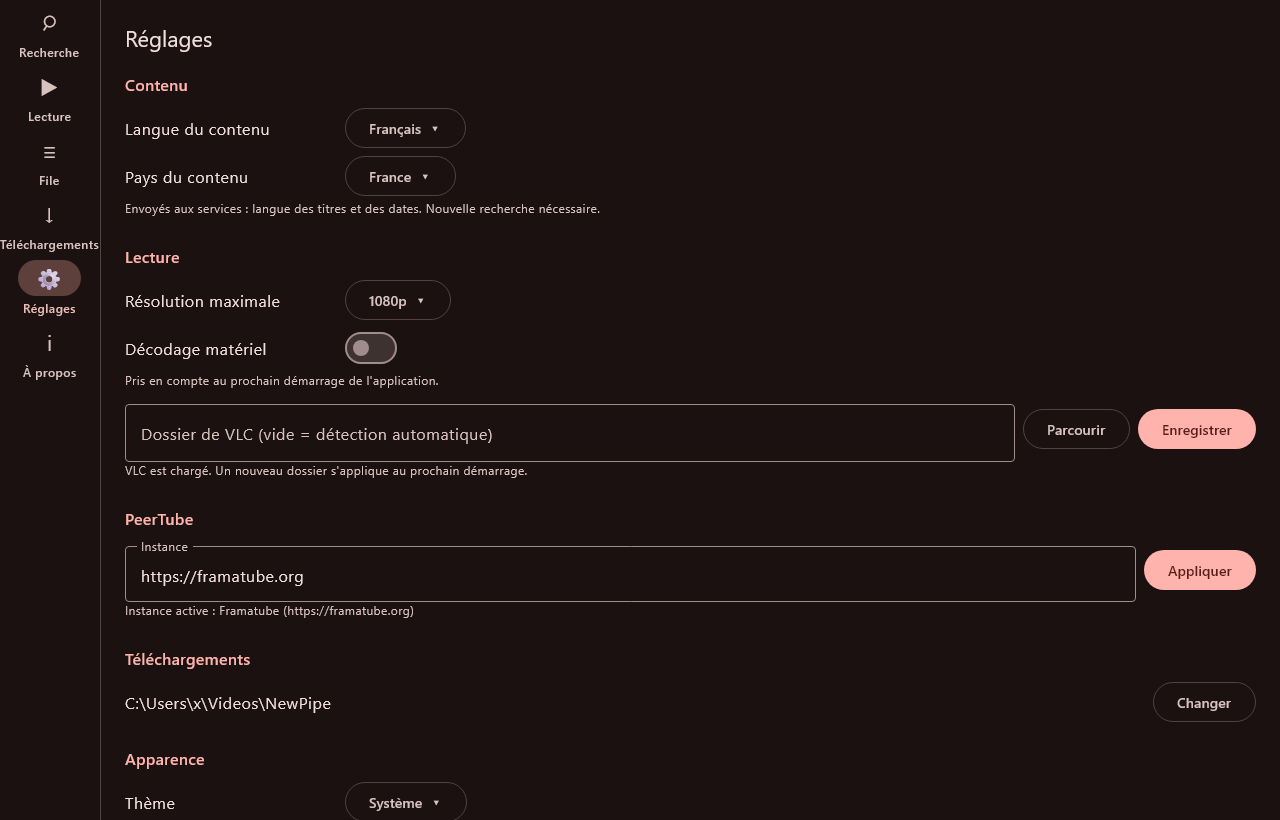 Recherche
Lecture
File
Téléchargements
Réglages
À propos
Réglages
Contenu
Langue du contenu
Français
Pays du contenu
France
Envoyés aux services : langue des titres et des dates. Nouvelle recherche nécessaire.
Lecture
Résolution maximale
1080p
Décodage matériel
Pris en compte au prochain démarrage de l'application.
Dossier de VLC (vide = détection automatique)
Parcourir
Enregistrer
VLC est chargé. Un nouveau dossier s'applique au prochain démarrage.
PeerTube
Instance
https://framatube.org
Appliquer
Instance active : Framatube (https://framatube.org)
Téléchargements
C:\Users\x\Videos\NewPipe
Changer
Apparence
Thème
Système